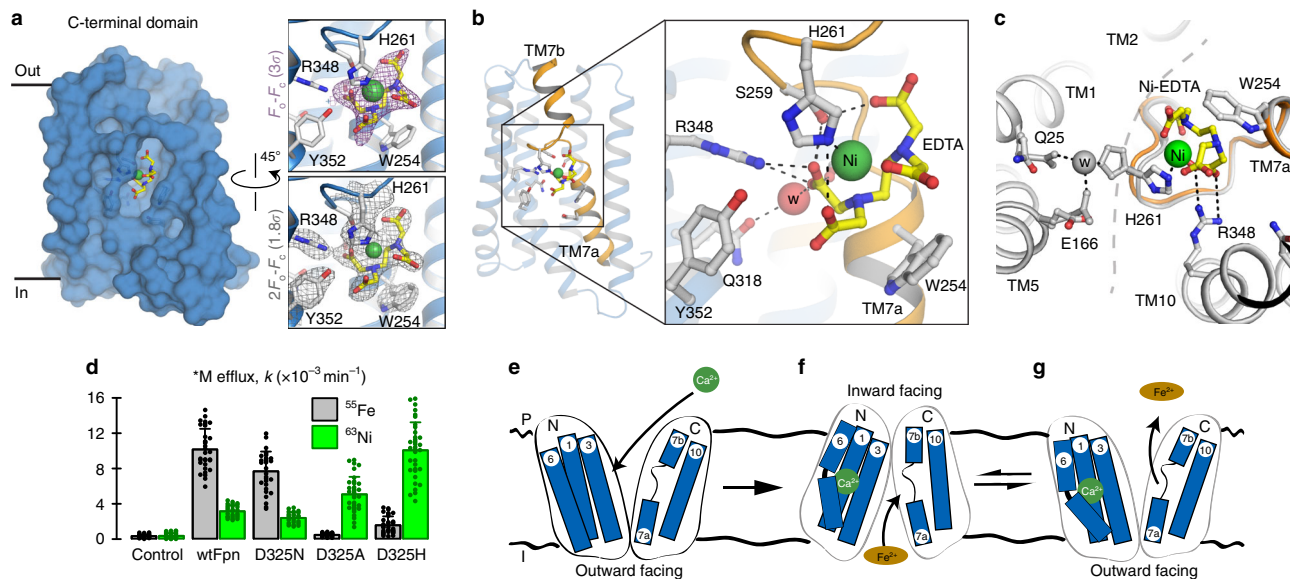 a
C-terminal domain
Out
In
45°
Fo-Fc (3σ)
H261
R348
Y352
W254
2Fo-Fc (1.8σ)
H261
R348
Y352
W254
b
TM7b
TM7a
H261
S259
R348
Ni
EDTA
w
Q318
Y352
W254
TM7a
c
TM2
TM1
Ni-EDTA
W254
Q25
w
Ni
TM7a
H261
E166
R348
TM5
TM10
d
*M efflux, k (×10⁻³ min⁻¹)
16
12
8
4
0
⁵⁵Fe
⁶³Ni
Control
wtFpn
D325N
D325A
D325H
e
Ca²⁺
P
N
C
6
1
3
7b
10
7a
I
Outward facing
f
Inward facing
N
C
6
1
3
7b
10
Ca²⁺
7a
Fe²⁺
g
Fe²⁺
N
C
6
1
3
7b
10
Ca²⁺
7a
Outward facing